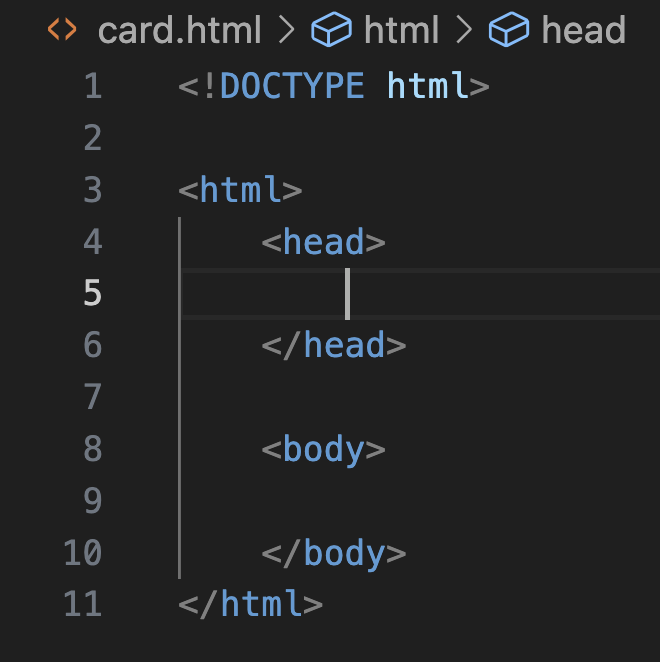 <> card.html > html > head
1 <!DOCTYPE html>
2
3 <html>
4     <head>
5
6     </head>
7
8     <body>
9
10     </body>
11 </html>